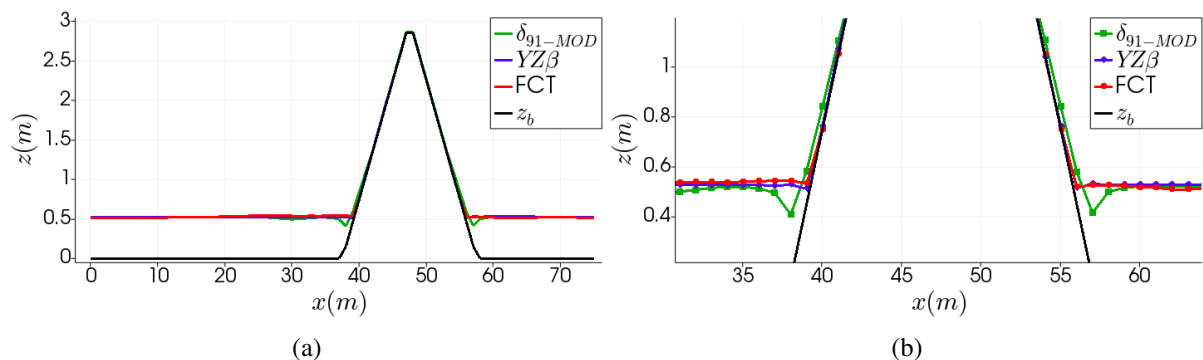 3
2.5
2
1.5
1
0.5
0
z(m)
0 10 20 30 40 50 60 70
x(m)
δ91−MOD
YZβ
FCT
z_b
(a)
1
0.8
0.6
0.4
z(m)
35 40 45 50 55 60
x(m)
δ91−MOD
YZβ
FCT
z_b
(b)